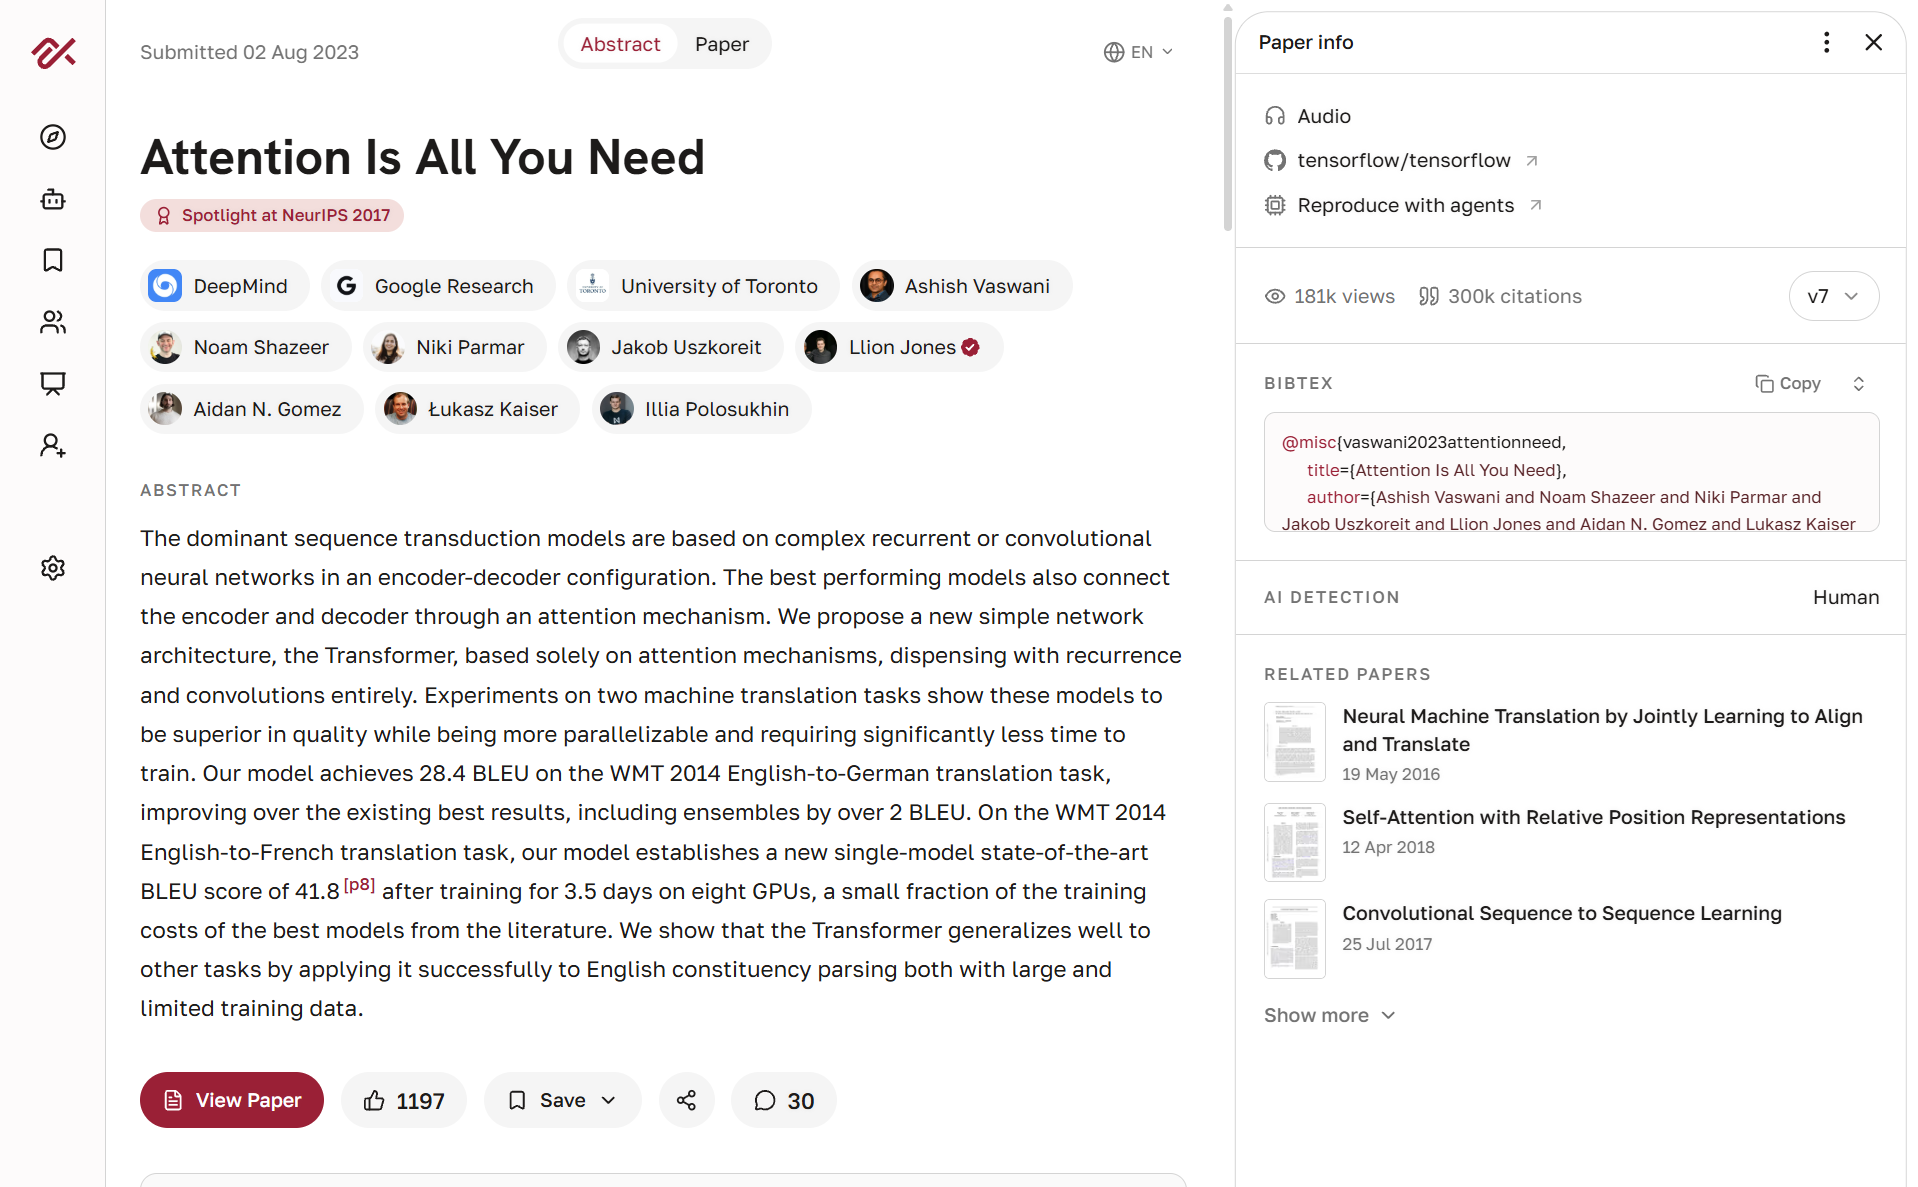 Submitted 02 Aug 2023
Abstract
Paper
EN
Attention Is All You Need
Spotlight at NeurIPS 2017
DeepMind
Google Research
University of Toronto
Ashish Vaswani
Noam Shazeer
Niki Parmar
Jakob Uszkoreit
Llion Jones
Aidan N. Gomez
Łukasz Kaiser
Illia Polosukhin
ABSTRACT
The dominant sequence transduction models are based on complex recurrent or convolutional
neural networks in an encoder-decoder configuration. The best performing models also connect
the encoder and decoder through an attention mechanism. We propose a new simple network
architecture, the Transformer, based solely on attention mechanisms, dispensing with recurrence
and convolutions entirely. Experiments on two machine translation tasks show these models to
be superior in quality while being more parallelizable and requiring significantly less time to
train. Our model achieves 28.4 BLEU on the WMT 2014 English-to-German translation task,
improving over the existing best results, including ensembles by over 2 BLEU. On the WMT 2014
English-to-French translation task, our model establishes a new single-model state-of-the-art
BLEU score of 41.8 [p8] after training for 3.5 days on eight GPUs, a small fraction of the training
costs of the best models from the literature. We show that the Transformer generalizes well to
other tasks by applying it successfully to English constituency parsing both with large and
limited training data.
View Paper
1197
Save
30
Paper info
Audio
tensorflow/tensorflow
Reproduce with agents
181k views
300k citations
v7
BIBTEX
Copy
@misc{vaswani2023attentionneed,
title={Attention Is All You Need},
author={Ashish Vaswani and Noam Shazeer and Niki Parmar and
Jakob Uszkoreit and Llion Jones and Aidan N. Gomez and Lukasz Kaiser
AI DETECTION
Human
RELATED PAPERS
Neural Machine Translation by Jointly Learning to Align
and Translate
19 May 2016
Self-Attention with Relative Position Representations
12 Apr 2018
Convolutional Sequence to Sequence Learning
25 Jul 2017
Show more